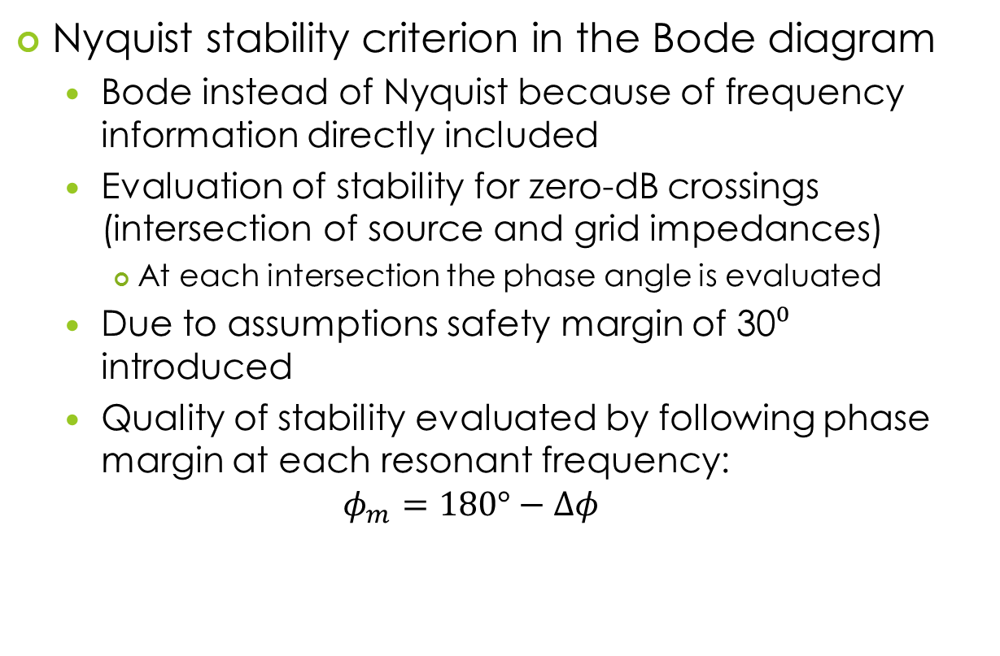 Nyquist stability criterion in the Bode diagram
Bode instead of Nyquist because of frequency
information directly included
Evaluation of stability for zero-dB crossings
(intersection of source and grid impedances)
At each intersection the phase angle is evaluated
Due to assumptions safety margin of 30⁰
introduced
Quality of stability evaluated by following phase
margin at each resonant frequency:
ϕₘ = 180° − Δϕ